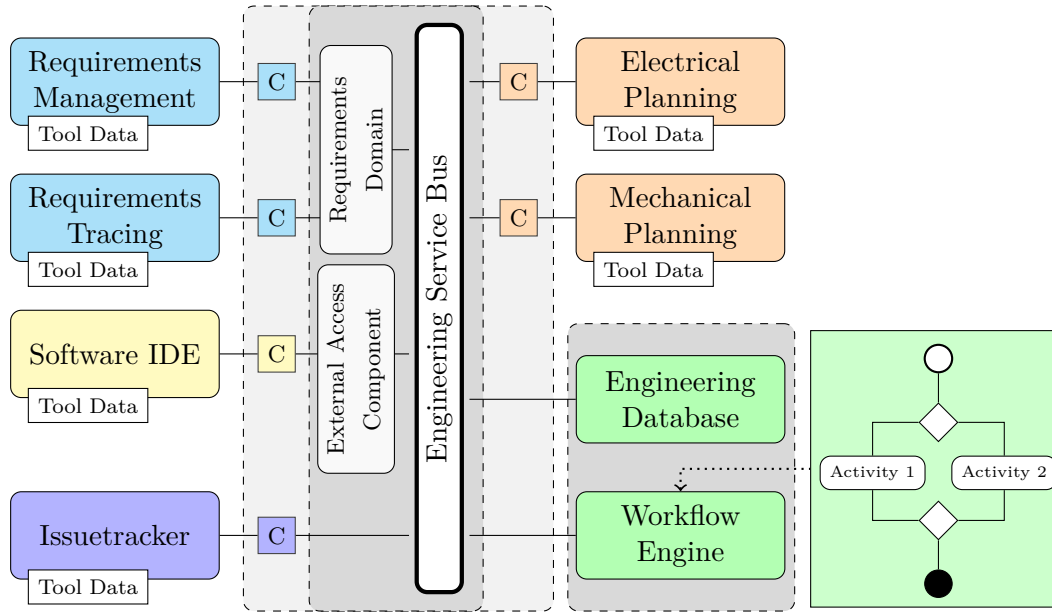 Requirements
Management
Tool Data
C
Requirements
Tracing
Tool Data
C
Software IDE
Tool Data
C
Issuetracker
Tool Data
C
Requirements
Domain
External Access
Component
Engineering Service Bus
C
Electrical
Planning
Tool Data
C
Mechanical
Planning
Tool Data
Engineering
Database
Workflow
Engine
Activity 1
Activity 2